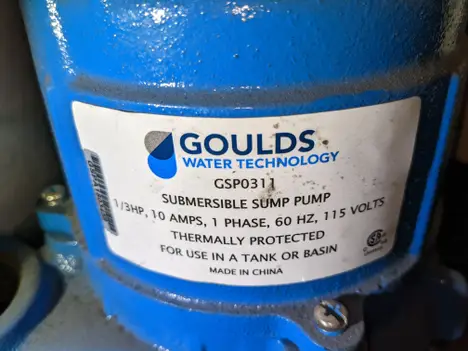 GOULDS
WATER TECHNOLOGY
GSP0311
SUBMERSIBLE SUMP PUMP
1/3HP, 10 AMPS, 1 PHASE, 60 HZ, 115 VOLTS
THERMALLY PROTECTED
FOR USE IN A TANK OR BASIN
MADE IN CHINA